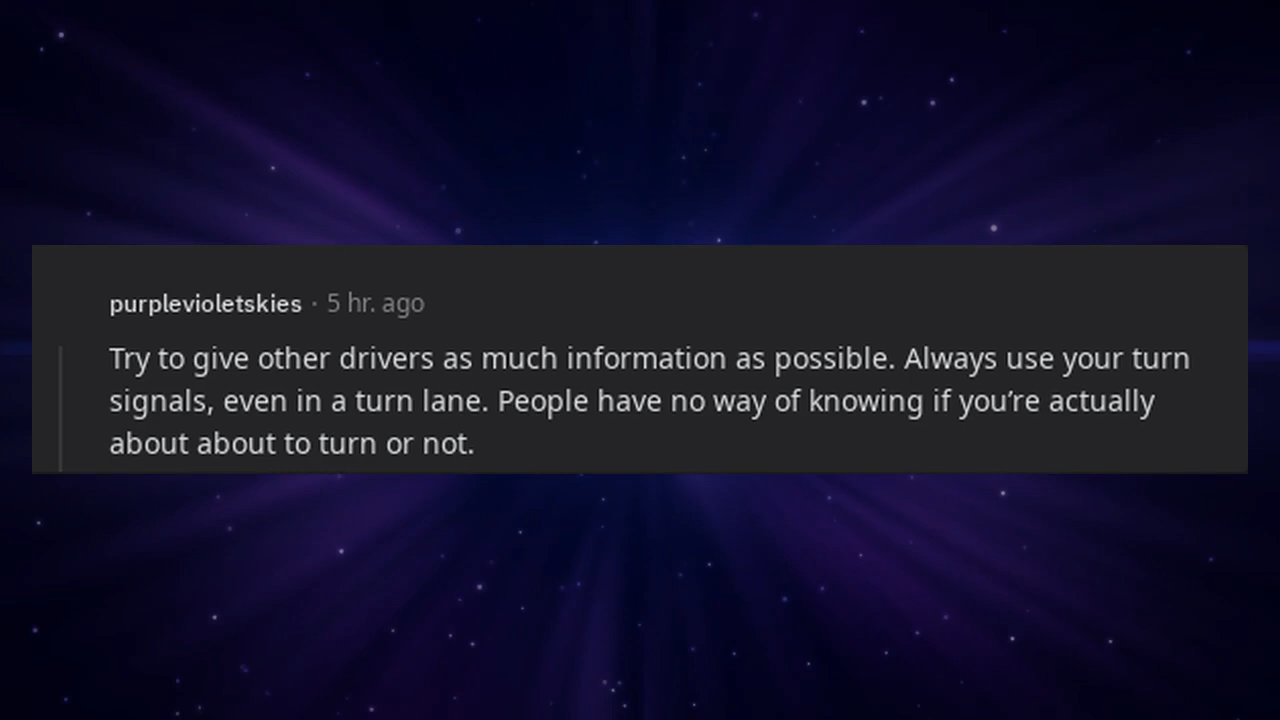 purplevioletskies · 5 hr. ago
Try to give other drivers as much information as possible. Always use your turn
signals, even in a turn lane. People have no way of knowing if you’re actually
about about to turn or not.